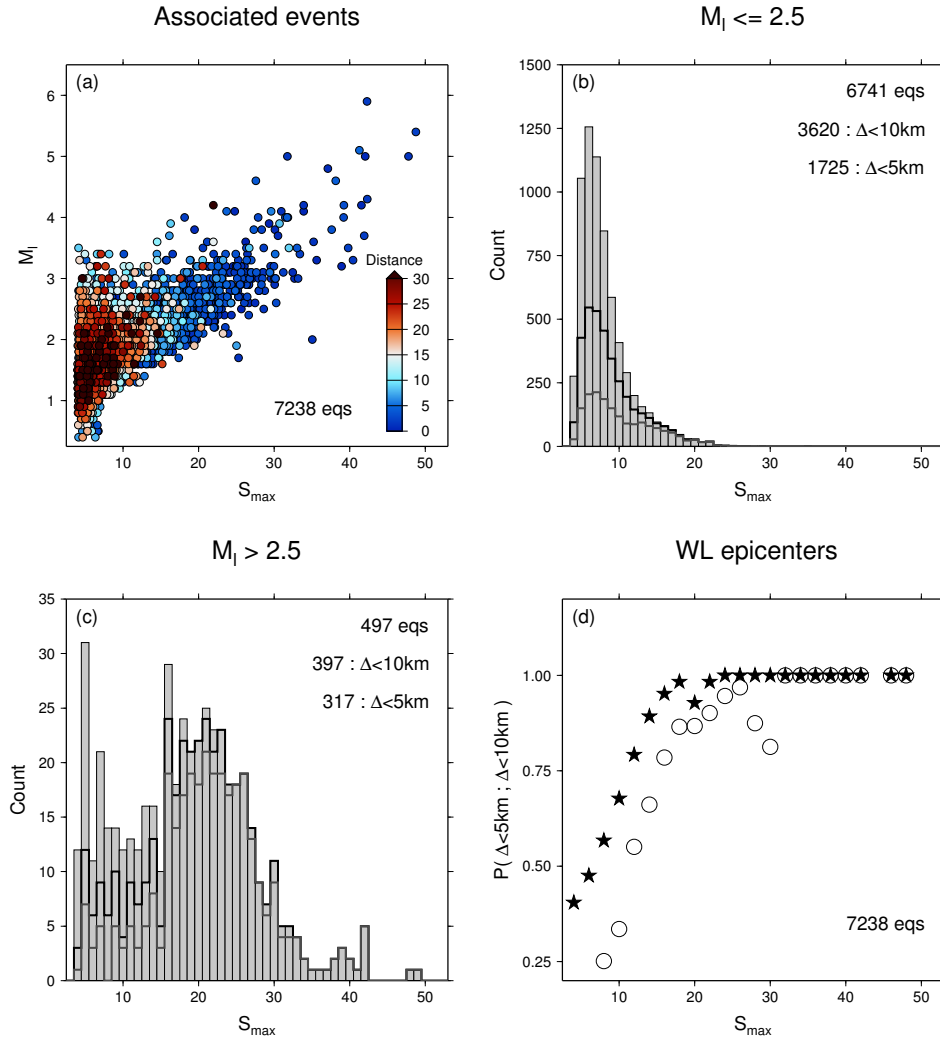 Associated events
M_l <= 2.5
(a)
6
5
4
3
2
1
M_l
Distance
30
25
20
15
10
5
0
7238 eqs
10 20 30 40 50
S_max
(b)
1500
1250
1000
750
500
250
0
Count
6741 eqs
3620 : Δ<10km
1725 : Δ<5km
10 20 30 40 50
S_max
M_l > 2.5
WL epicenters
(c)
35
30
25
20
15
10
5
0
Count
497 eqs
397 : Δ<10km
317 : Δ<5km
10 20 30 40 50
S_max
(d)
1.00
0.75
0.50
0.25
P( Δ<5km ; Δ<10km )
7238 eqs
10 20 30 40 50
S_max